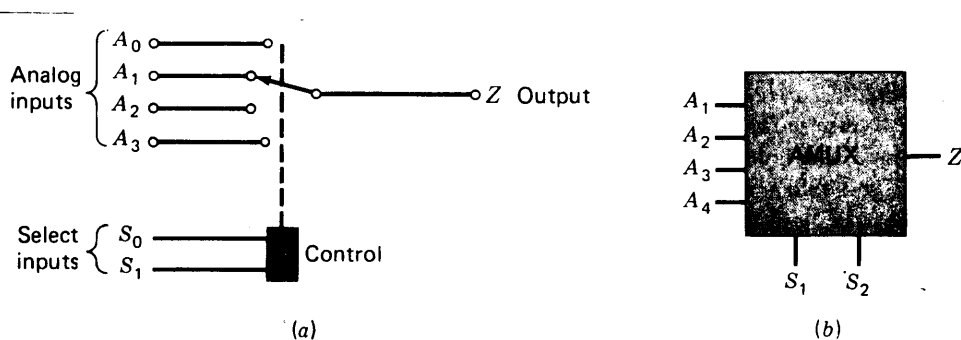 Analog
inputs
A0
A1
A2
A3
Z Output
Select
inputs
S0
S1
Control
(a)
A1
A2
A3
A4
AMUX
Z
S1 S2
(b)